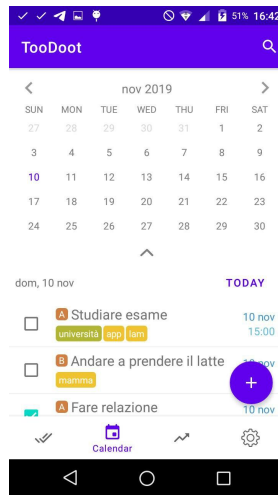 51% 16:42
TooDoot
nov 2019
SUN MON TUE WED THU FRI SAT
27 28 29 30 31 1 2
3 4 5 6 7 8 9
10 11 12 13 14 15 16
17 18 19 20 21 22 23
24 25 26 27 28 29 30
dom, 10 nov TODAY
A Studiare esame 10 nov
università app lam 15:00
B Andare a prendere il latte nov
mamma
A Fare relazione 10 nov
Calendar